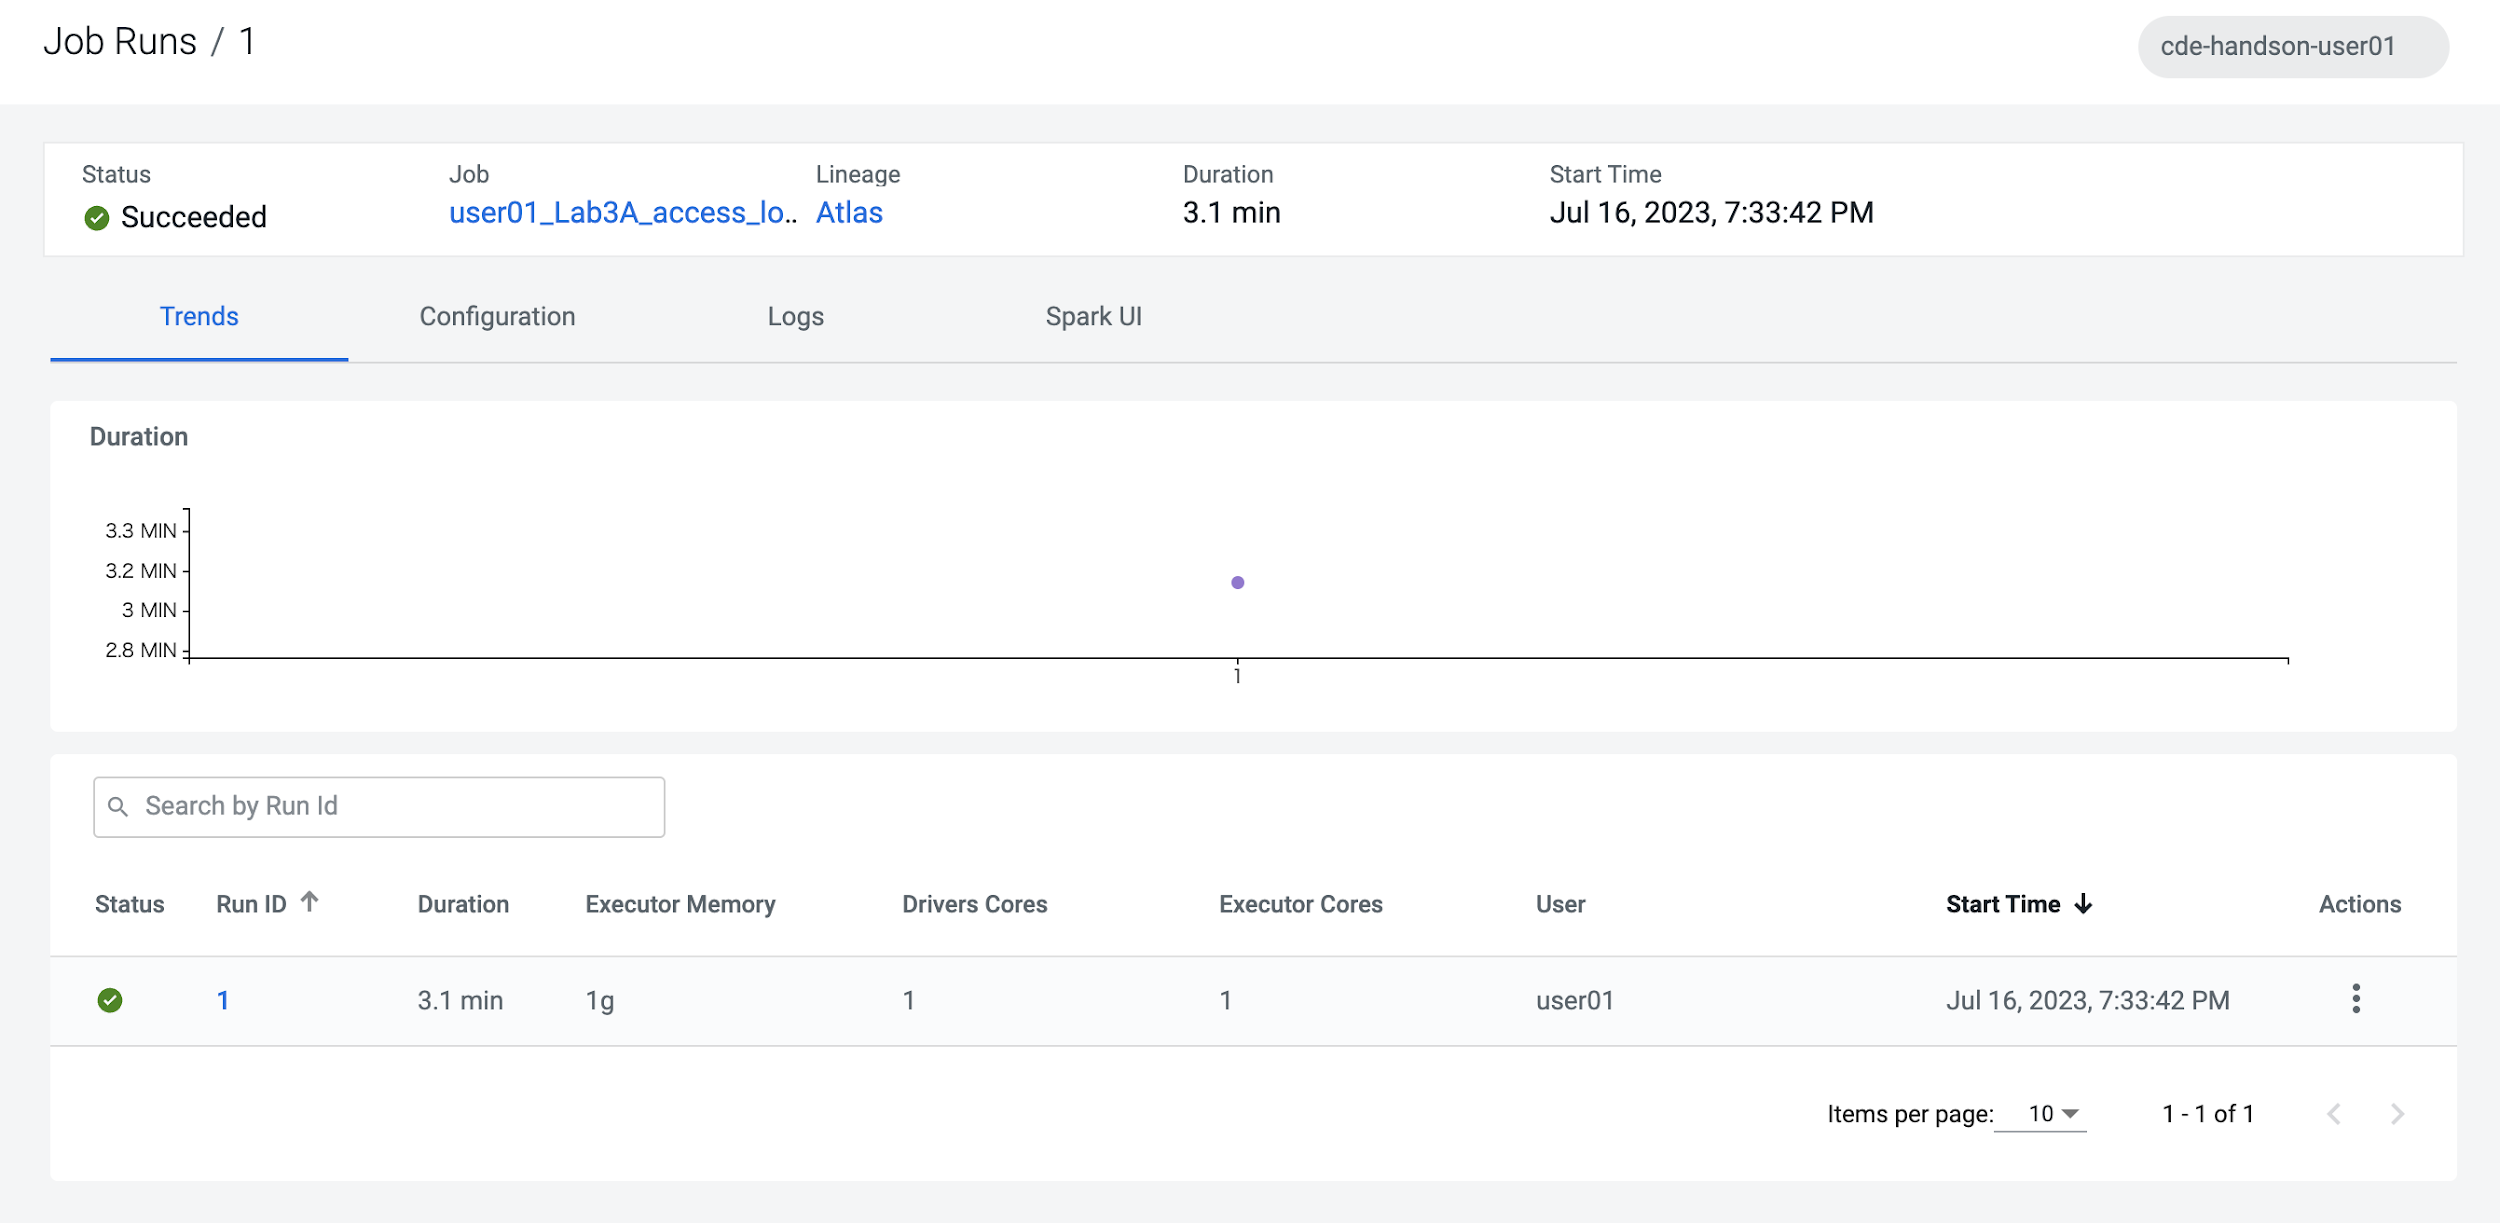 Job Runs / 1
cde-handson-user01
Status Job Lineage Duration Start Time
Succeeded user01_Lab3A_access_lo.. Atlas 3.1 min Jul 16, 2023, 7:33:42 PM
Trends Configuration Logs Spark UI
Duration
3.3 MIN
3.2 MIN
3 MIN
2.8 MIN
1
Search by Run Id
Status Run ID Duration Executor Memory Drivers Cores Executor Cores User Start Time Actions
1 3.1 min 1g 1 1 user01 Jul 16, 2023, 7:33:42 PM
Items per page: 10 1 - 1 of 1